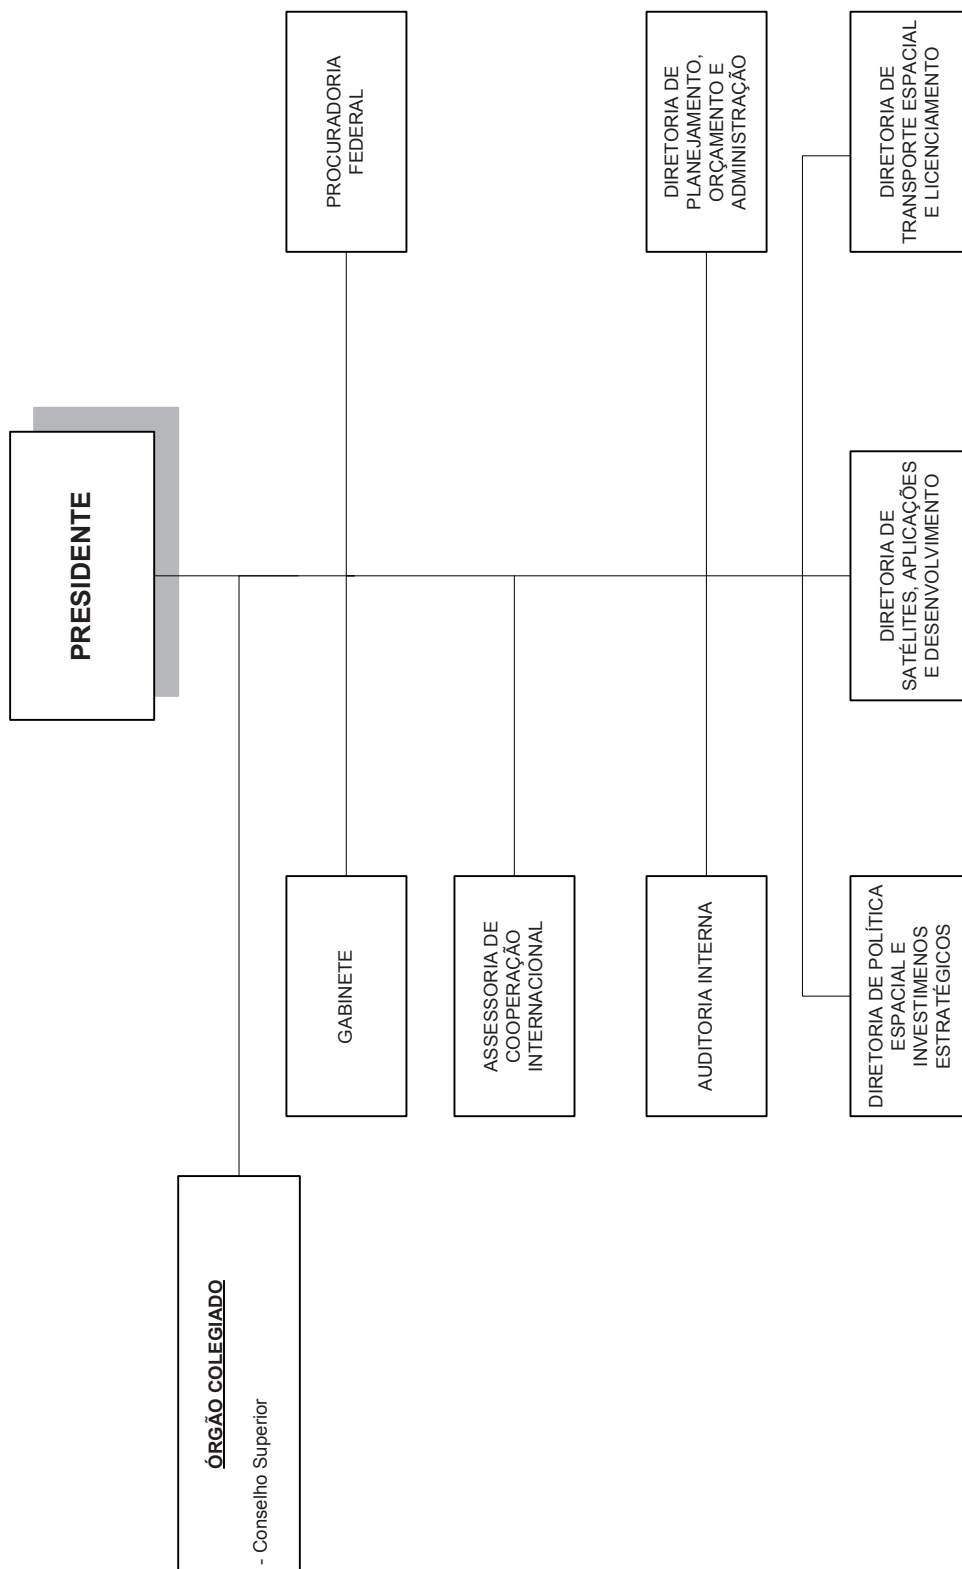 PRESIDENTE
ÓRGÃO COLEGIADO
- Conselho Superior
GABINETE
PROCURADORIA
FEDERAL
ASSESSORIA DE
COOPERAÇÃO
INTERNACIONAL
AUDITORIA INTERNA
DIRETORIA DE
PLANEJAMENTO,
ORÇAMENTO E
ADMINISTRAÇÃO
DIRETORIA DE POLÍTICA
ESPACIAL E
INVESTIMENOS
ESTRATÉGICOS
DIRETORIA DE
SATÉLITES, APLICAÇÕES
E DESENVOLVIMENTO
DIRETORIA DE
TRANSPORTE ESPACIAL
E LICENCIAMENTO